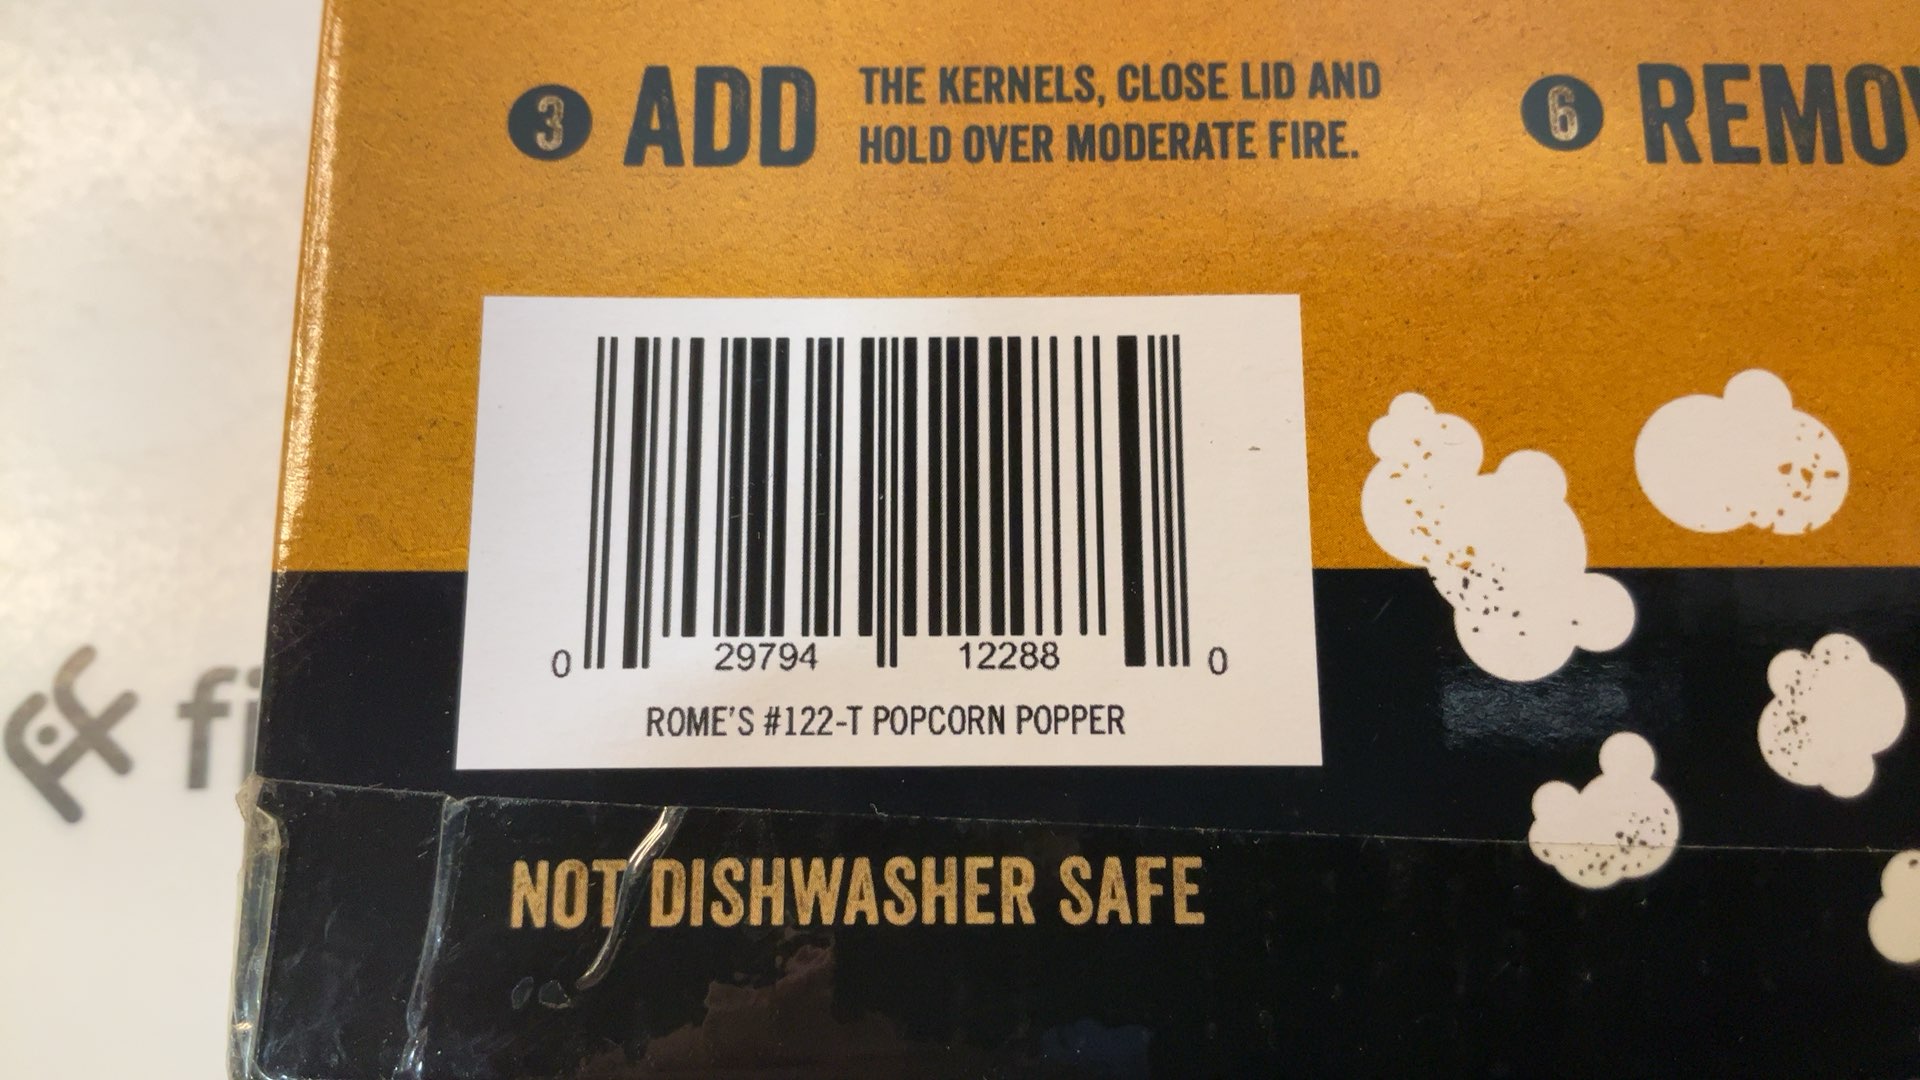 3 ADD THE KERNELS, CLOSE LID AND
HOLD OVER MODERATE FIRE.
6
0 29794 12288 0
ROME'S #122-T POPCORN POPPER
NOT DISHWASHER SAFE